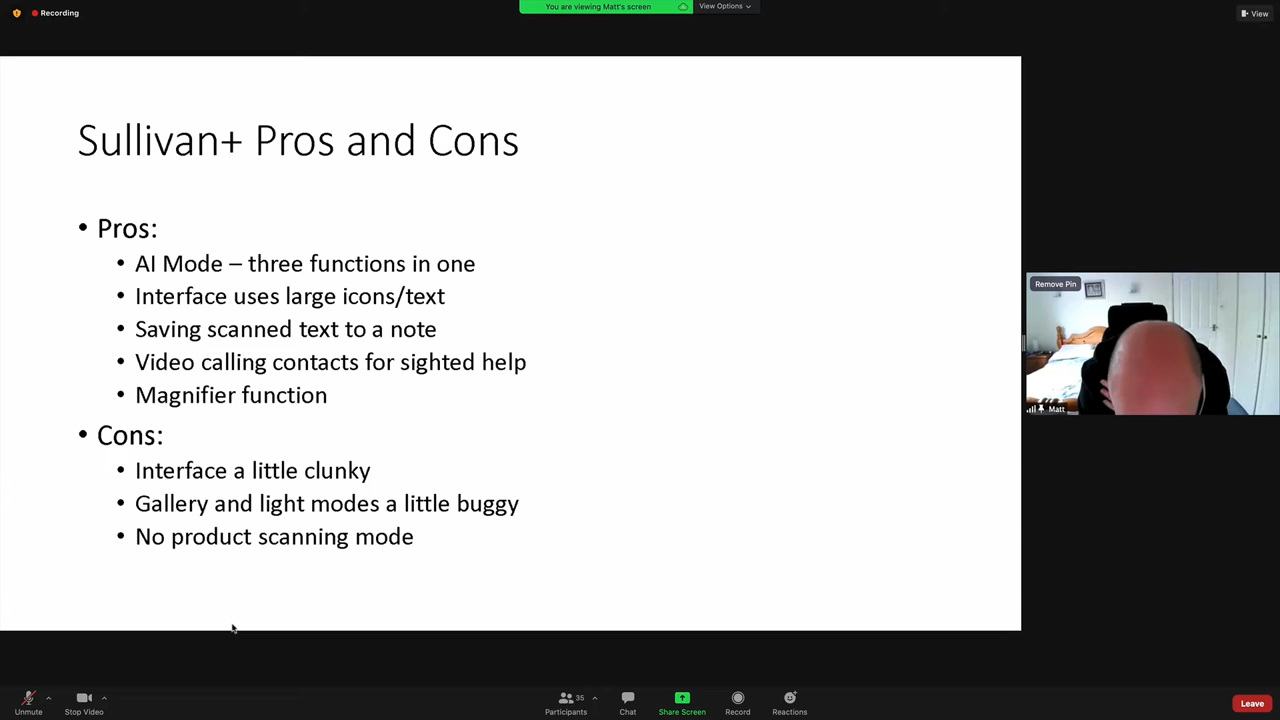 Recording
You are viewing Matt's screen
View Options
View
Sullivan+ Pros and Cons
• Pros:
• AI Mode – three functions in one
• Interface uses large icons/text
• Saving scanned text to a note
• Video calling contacts for sighted help
• Magnifier function
• Cons:
• Interface a little clunky
• Gallery and light modes a little buggy
• No product scanning mode
Remove Pin
Matt
Unmute
Stop Video
35
Participants
Chat
Share Screen
Record
Reactions
Leave